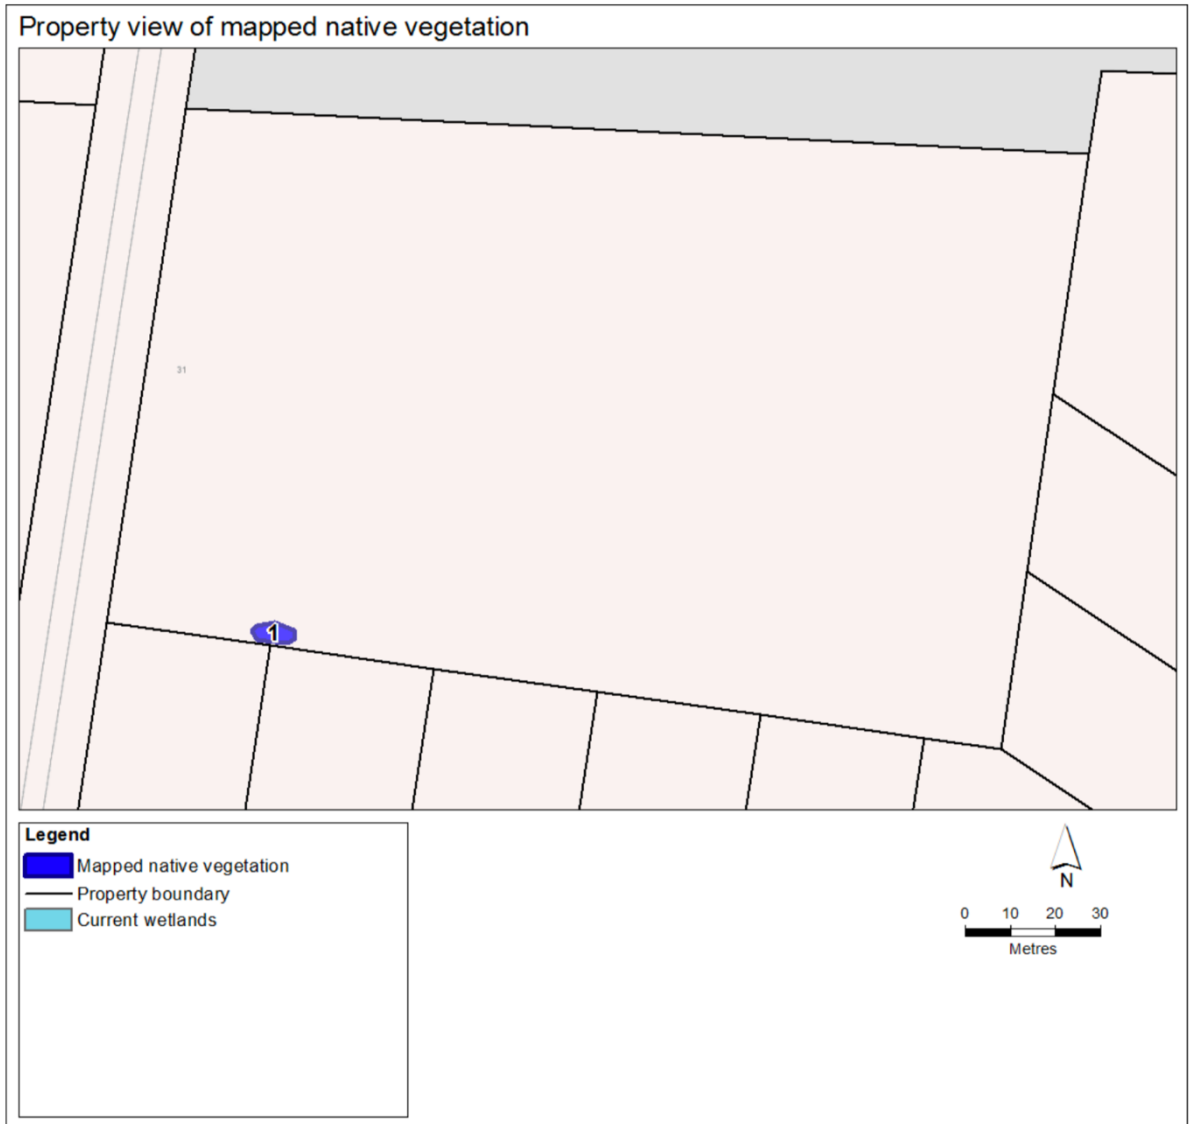 Property view of mapped native vegetation
31
1
Legend
Mapped native vegetation
Property boundary
Current wetlands
N
0 10 20 30
Metres